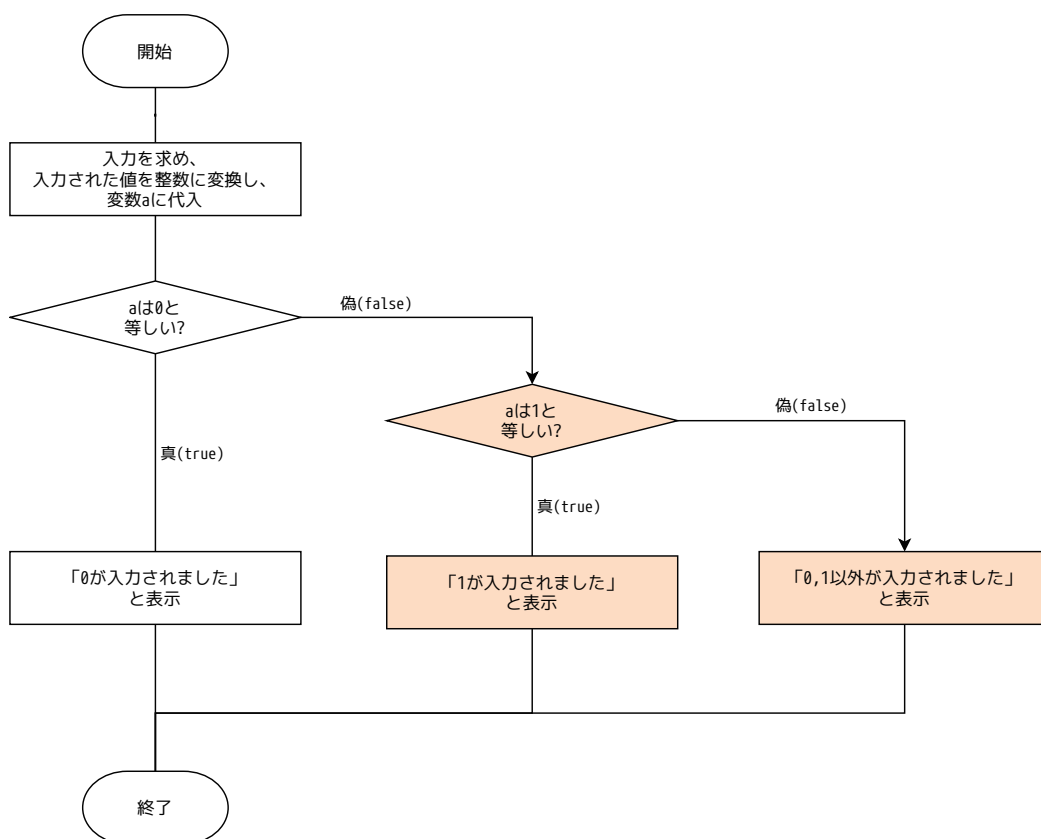 開始
入力を求め、
入力された値を整数に変換し、
変数aに代入
aは0と
等しい?
偽(false)
aは1と
等しい?
偽(false)
真(true)
真(true)
「0が入力されました」
と表示
「1が入力されました」
と表示
「0,1以外が入力されました」
と表示
終了